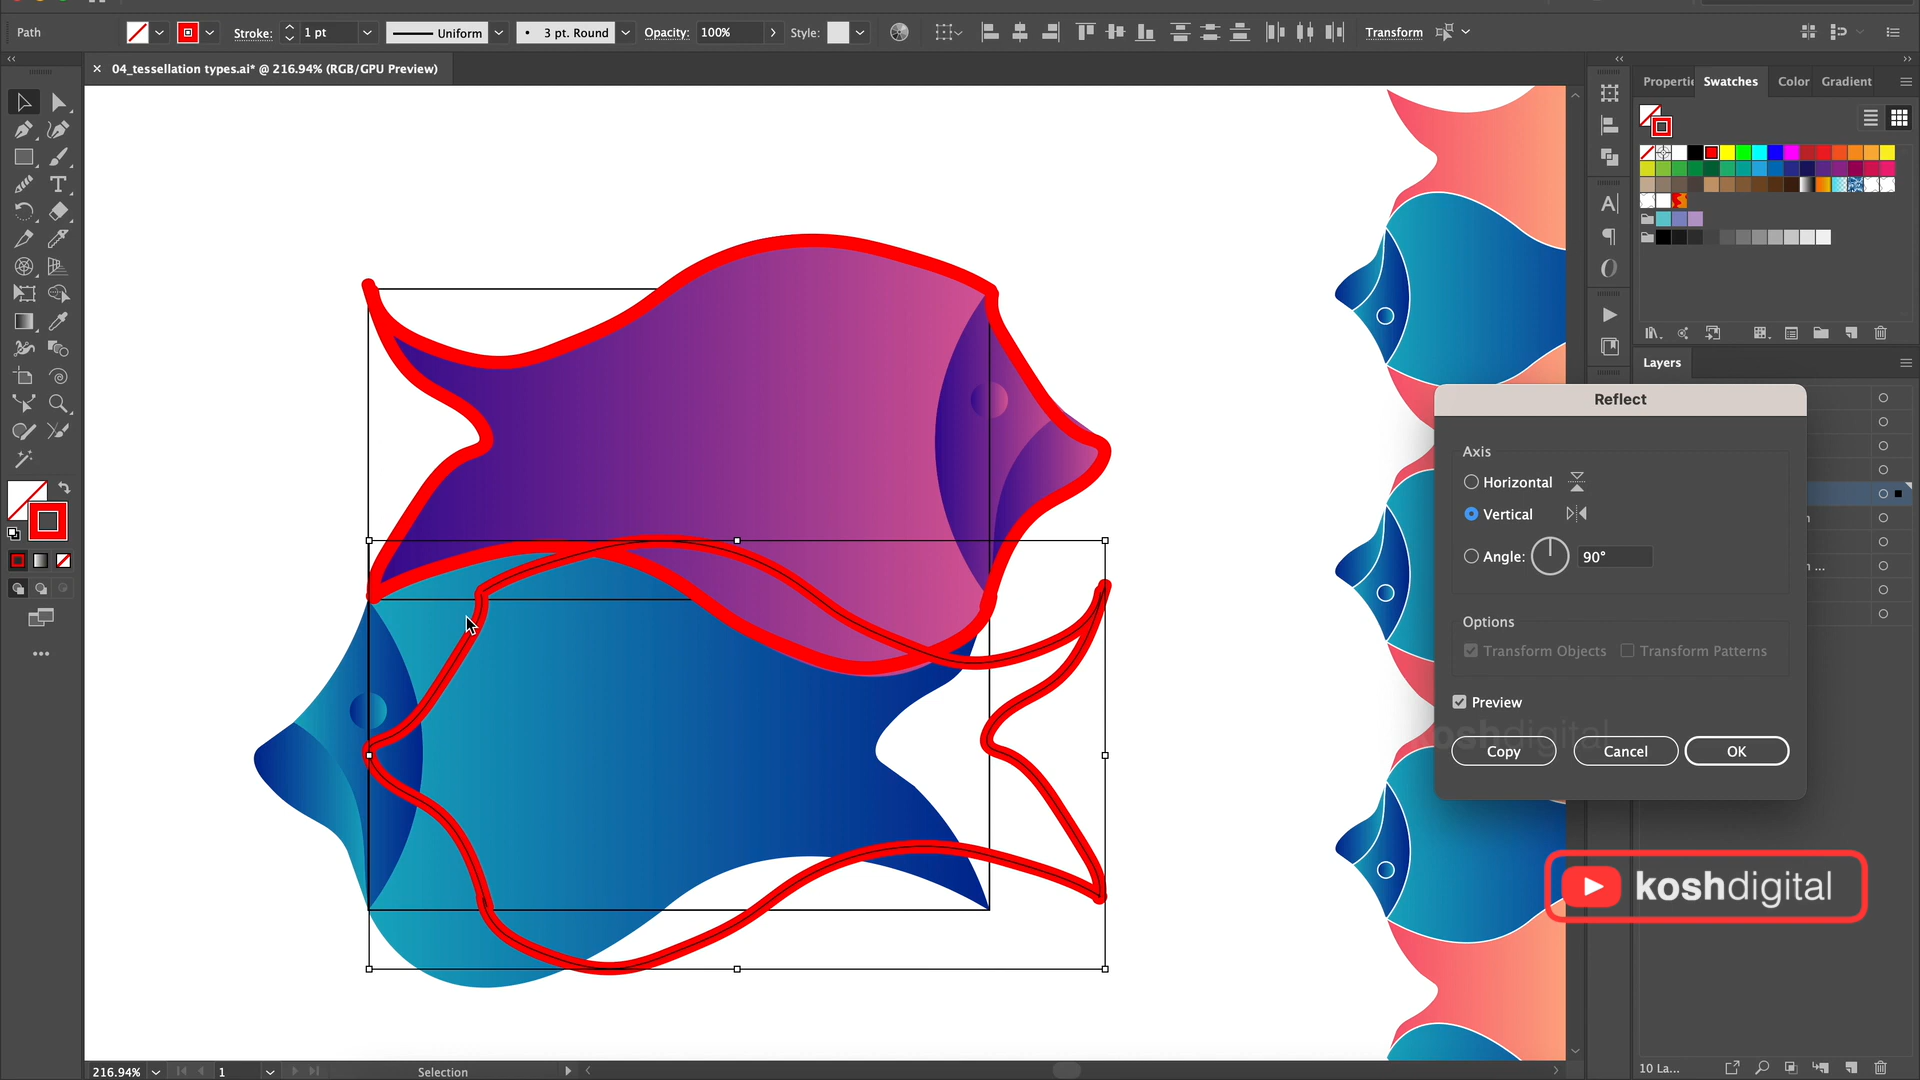 Path
Stroke:
1 pt
Uniform
3 pt. Round
Opacity:
100%
Style:
Transform
04_tessellation types.ai* @ 216.94% (RGB/GPU Preview)
Propertie
Swatches
Color
Gradient
Layers
Reflect
Axis
Horizontal
Vertical
Angle:
90°
Options
Transform Objects
Transform Patterns
Preview
koshdigital
Copy
Cancel
OK
koshdigital
216.94%
1
Selection
10 La...